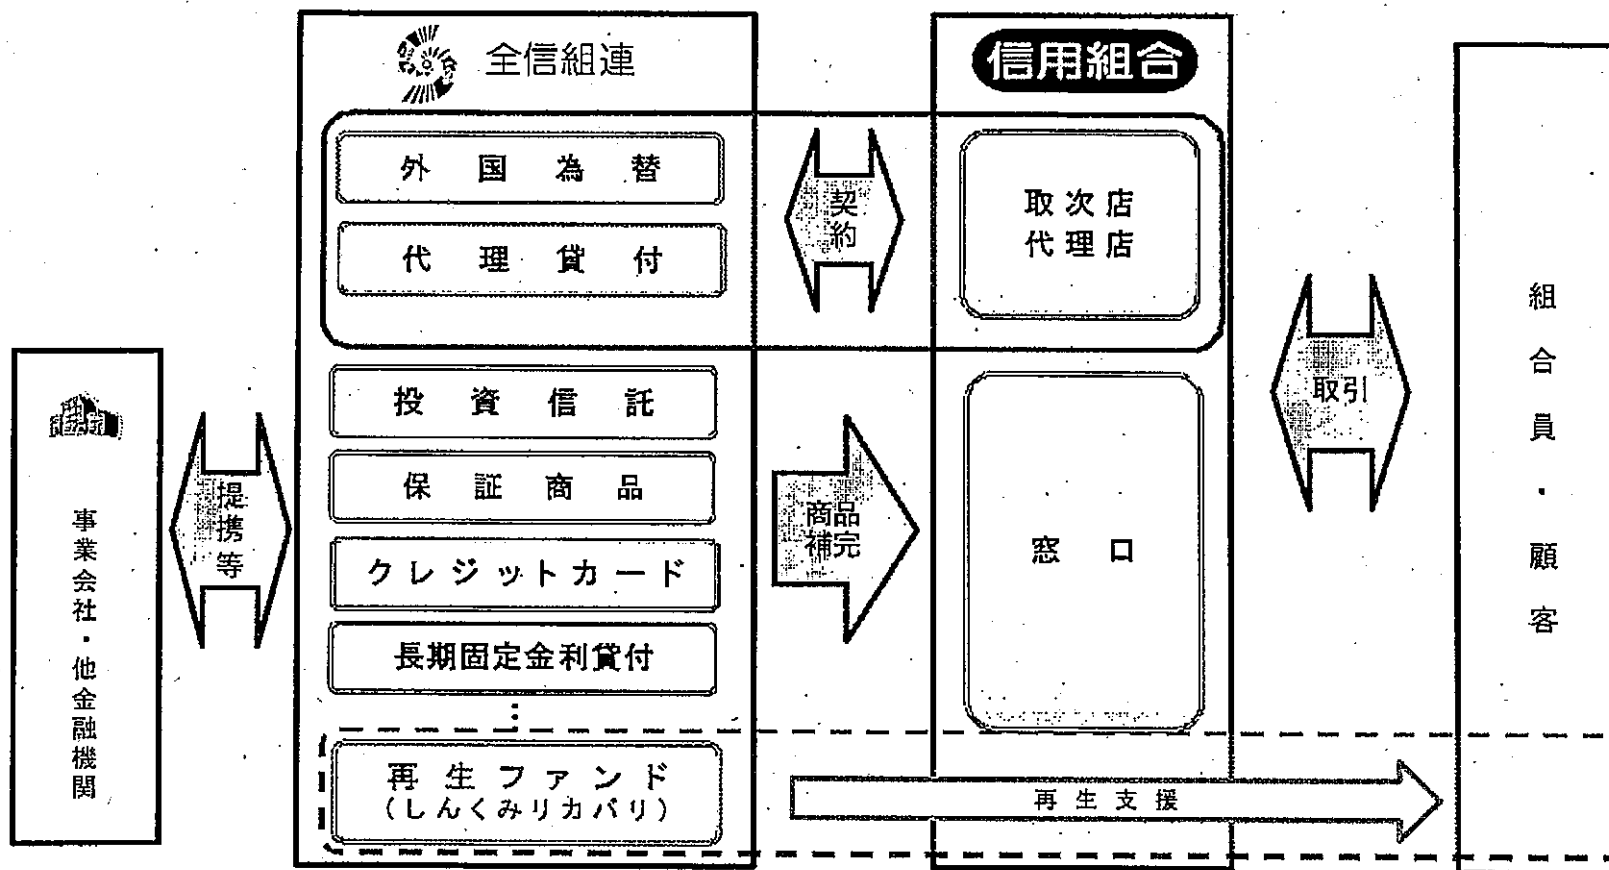 全信組連
信用組合
外国為替
代理貸付
契約
取次店
代理店
投資信託
保証商品
クレジットカード
長期固定金利貸付
商品
補完
窓口
取引
組合員・顧客
提携等
事業会社・他金融機関
再生ファンド
(しんくみリカバリ)
再生支援